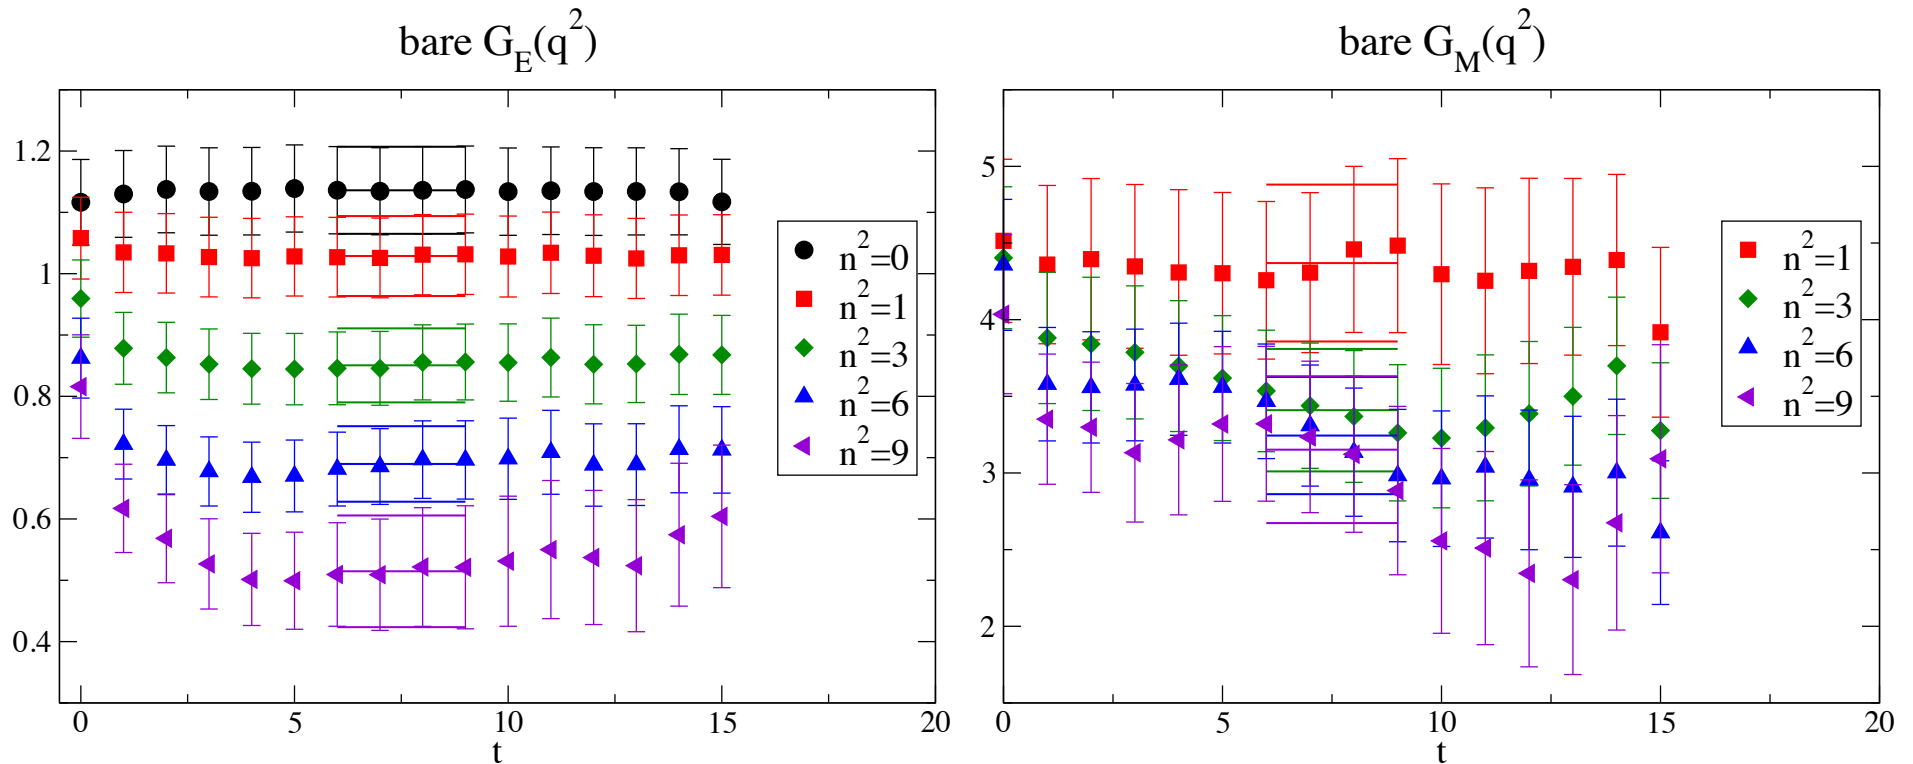 bare G_E(q^2)
1.2
1
0.8
0.6
0.4
0 5 10 15 20
t
n^2=0
n^2=1
n^2=3
n^2=6
n^2=9
bare G_M(q^2)
5
4
3
2
0 5 10 15 20
t
n^2=1
n^2=3
n^2=6
n^2=9